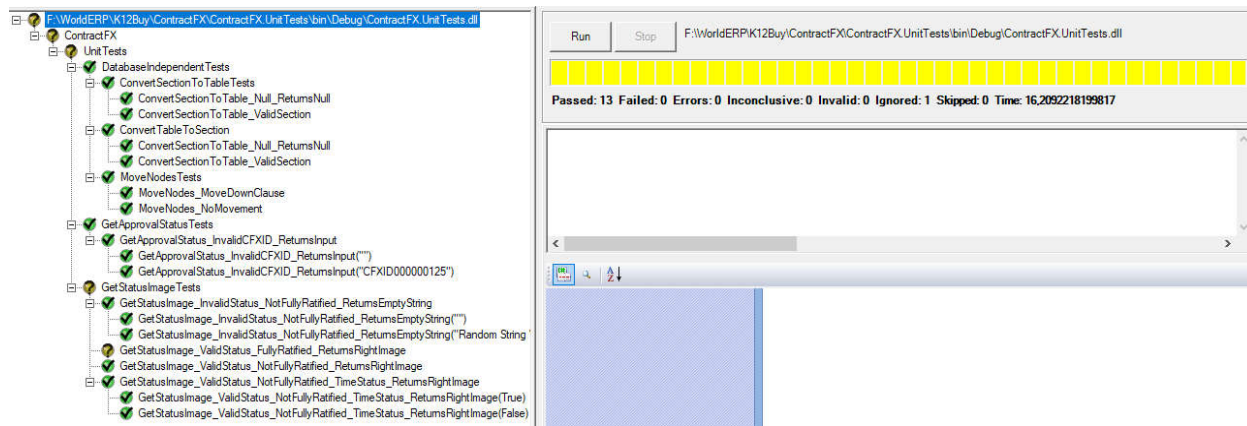 F:\WorldERP\K12Buy\ContractFX\ContractFX.UnitTests\bin\Debug\ContractFX.UnitTests.dll
ContractFX
UnitTests
DatabaseIndependentTests
ConvertSectionToTableTests
ConvertSectionToTable_Null_ReturnsNull
ConvertSectionToTable_ValidSection
ConvertTableToSection
ConvertSectionToTable_Null_ReturnsNull
ConvertSectionToTable_ValidSection
MoveNodesTests
MoveNodes_MoveDownClause
MoveNodes_NoMovement
GetApprovalStatusTests
GetApprovalStatus_InvalidCFXID_ReturnsInput
GetApprovalStatus_InvalidCFXID_ReturnsInput("")
GetApprovalStatus_InvalidCFXID_ReturnsInput("CFXID000000125")
GetStatusImageTests
GetStatusImage_InvalidStatus_NotFullyRatified_ReturnsEmptyString
GetStatusImage_InvalidStatus_NotFullyRatified_ReturnsEmptyString("")
GetStatusImage_InvalidStatus_NotFullyRatified_ReturnsEmptyString("Random String "
GetStatusImage_ValidStatus_FullyRatified_ReturnsRightImage
GetStatusImage_ValidStatus_NotFullyRatified_ReturnsRightImage
GetStatusImage_ValidStatus_NotFullyRatified_TimeStatus_ReturnsRightImage
GetStatusImage_ValidStatus_NotFullyRatified_TimeStatus_ReturnsRightImage(True)
GetStatusImage_ValidStatus_NotFullyRatified_TimeStatus_ReturnsRightImage(False)
Run Stop F:\WorldERP\K12Buy\ContractFX\ContractFX.UnitTests\bin\Debug\ContractFX.UnitTests.dll
Passed: 13 Failed: 0 Errors: 0 Inconclusive: 0 Invalid: 0 Ignored: 1 Skipped: 0 Time: 16,2092218199817